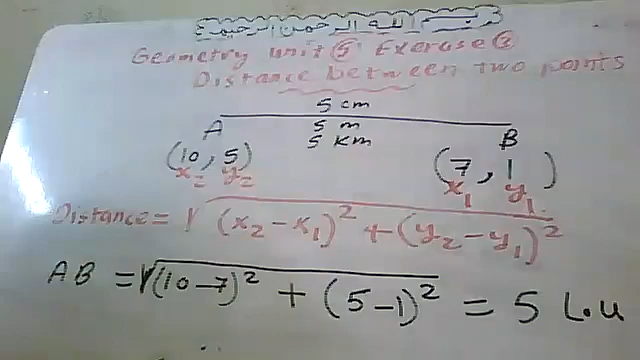 بسم الله الرحمن الرحيم
Geometry unit 5 Exercise 2
Distance between two points
5 cm
A 5 m B
5 Km
(10, 5) (7, 1)
x₂ y₂ x₁ y₁
Distance = √(x₂-x₁)² + (y₂-y₁)²
AB = √(10-7)² + (5-1)² = 5 L.u